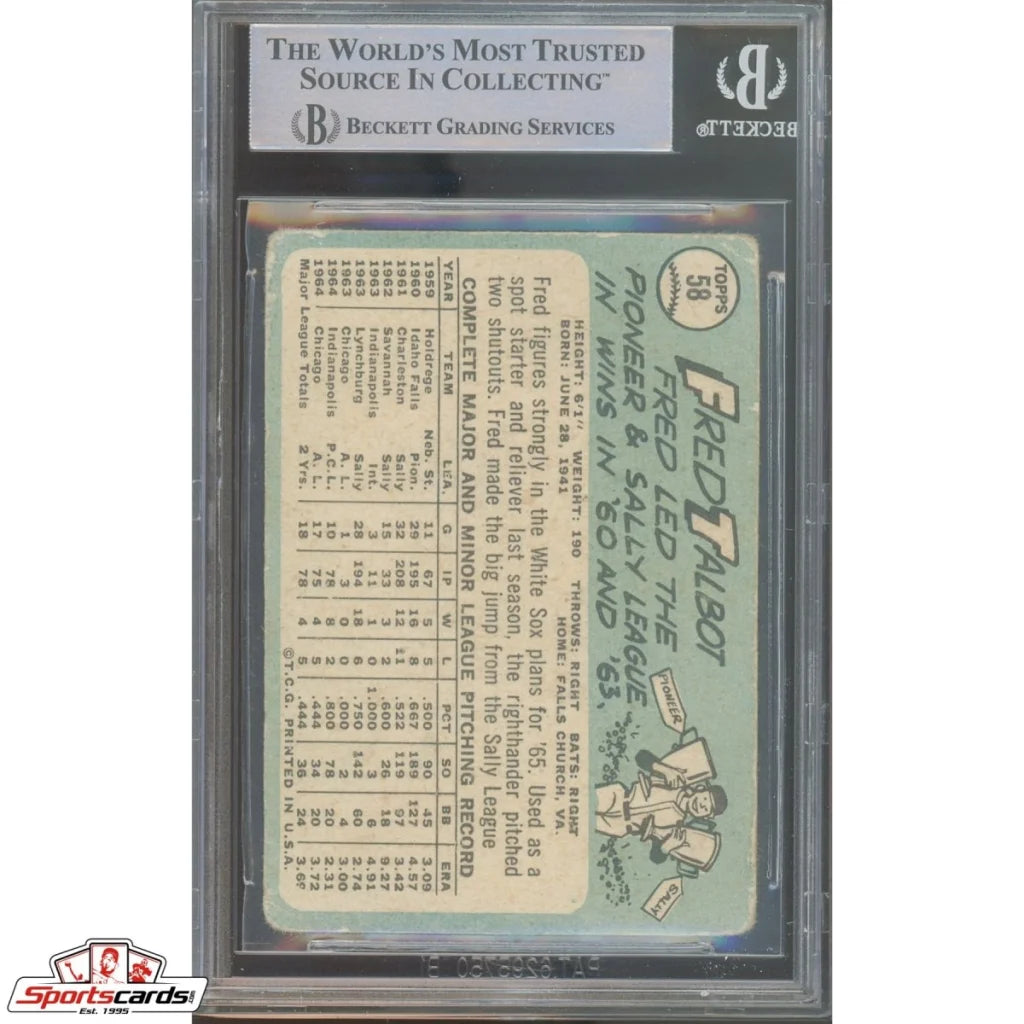 THE WORLD'S MOST TRUSTED
SOURCE IN COLLECTING™
B BECKETT GRADING SERVICES
B
BECKETT®
TOPPS
58
FRED TALBOT
FRED LED THE
PIONEER & SALLY LEAGUE
IN WINS IN '60 AND '63.
PIONEER
SALLY
HEIGHT: 6'1" WEIGHT: 190 THROWS: RIGHT BATS: RIGHT
BORN: JUNE 28, 1941 HOME: FALLS CHURCH, VA.
Fred figures strongly in the White Sox plans for '65. Used as a
spot starter and reliever last season, the righthander pitched
two shutouts. Fred made the big jump from the Sally League
COMPLETE MAJOR AND MINOR LEAGUE PITCHING RECORD
YEAR TEAM LEA. G IP W L PCT SO BB ERA
1959 Holdrege Neb. St. 11 67 5 5 .500 90 45 3.09
1960 Idaho Falls Pion. 29 195 16 8 .667 189 127 4.57
1961 Charleston Sally 32 208 12 11 .522 119 97 3.42
1962 Savannah Sally 15 33 3 2 .600 26 18 9.27
1963 Indianapolis Int. 3 11 1 0 1.000 3 6 4.91
1963 Lynchburg Sally 28 194 18 6 .750 142 60 2.74
1963 Chicago A. L. 1 3 0 0 .000 2 4 3.00
1964 Indianapolis P.C.L. 10 78 8 2 .800 78 20 2.31
1964 Chicago A. L. 17 75 4 5 .444 34 20 3.72
Major League Totals 2 Yrs. 18 78 4 5 .444 36 24 3.69
©T.C.G. PRINTED IN U.S.A.
PAT.6265750 B1
Sportscards.com
Est. 1995